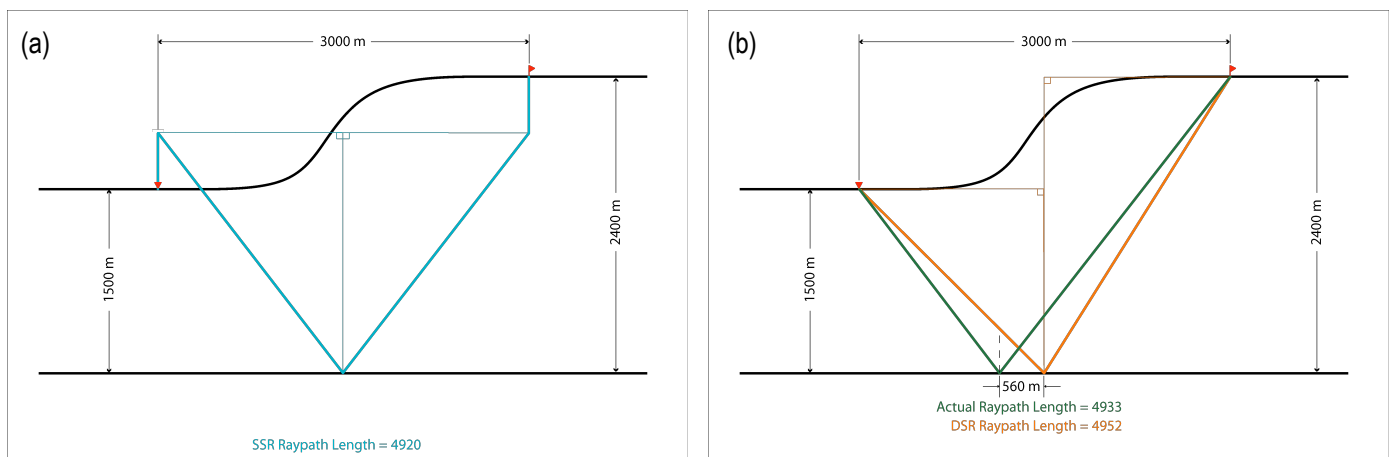 (a)
3000 m
1500 m
2400 m
SSR Raypath Length = 4920
(b)
3000 m
1500 m
2400 m
560 m
Actual Raypath Length = 4933
DSR Raypath Length = 4952